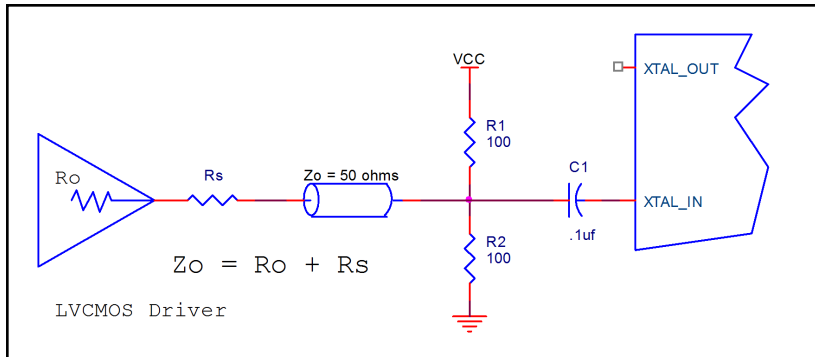 VCC
XTAL_OUT
R1
100
Ro
Rs
Zo = 50 ohms
C1
XTAL_IN
.1uf
R2
100
Zo = Ro + Rs
LVCMOS Driver